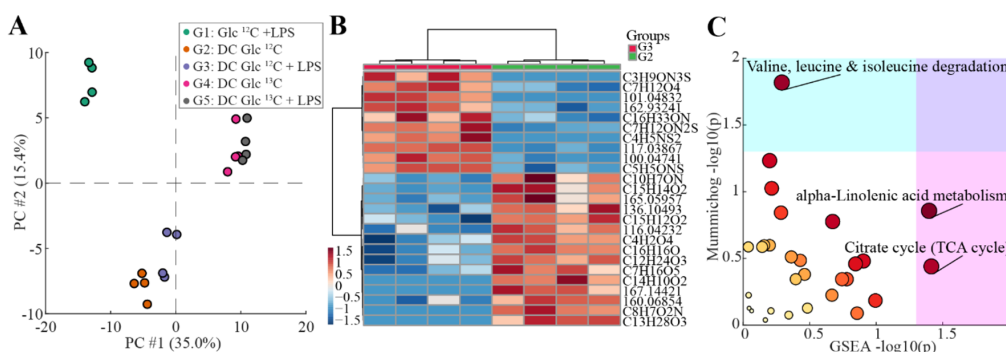 A
G1: Glc ¹²C +LPS
G2: DC Glc ¹²C
G3: DC Glc ¹²C + LPS
G4: DC Glc ¹³C
G5: DC Glc ¹³C + LPS
10
5
0
-5
-10
-20
-10
0
10
20
PC #2 (15.4%)
PC #1 (35.0%)
B
Groups
G3
G2
C3H9ON3S
C7H12O4
101.04832
162.93241
C16H33ON
C7H12ON2S
C4H5NS2
117.03867
100.04741
C5H5ONS
C10H7ON
C15H14O2
165.05957
136.10493
C15H12O2
116.04232
C4H2O4
C16H16O
C12H24O3
C7H16O5
C14H10O2
167.14421
160.06854
C8H7O2N
C13H28O3
1.5
1
0.5
0
−0.5
−1
−1.5
C
2
1.5
1
0.5
0
0
0.5
1
1.5
2
Mummichog -log10(p)
GSEA -log10(p)
Valine, leucine & isoleucine degradation
alpha-Linolenic acid metabolism
Citrate cycle (TCA cycle)